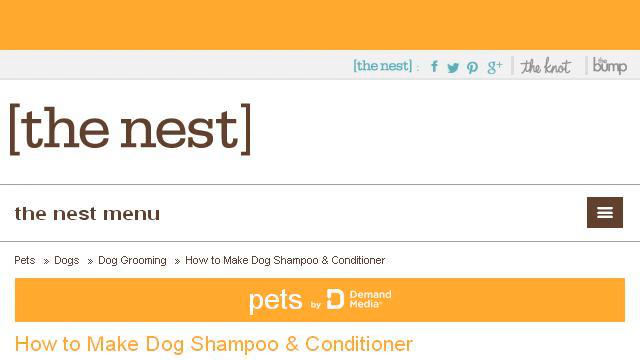 [the nest] : f g+ the knot the bump
[the nest]
the nest menu
Pets » Dogs » Dog Grooming » How to Make Dog Shampoo & Conditioner
pets by D Demand Media®
How to Make Dog Shampoo & Conditioner